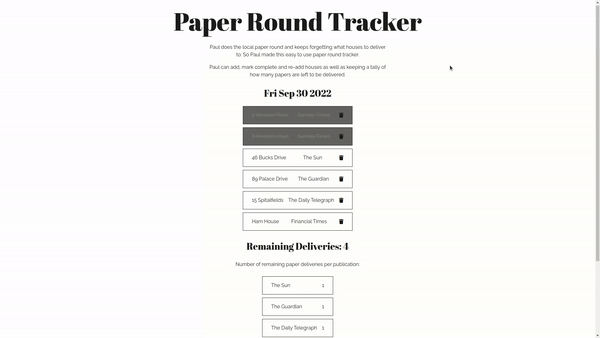 Paper Round Tracker
Paul does the local paper round and keeps forgetting what houses to deliver
to. So Paul made this easy to use paper round tracker.
Paul can add, mark complete and re-add houses as well as keeping a tally of
how many papers are left to be delivered.
Fri Sep 30 2022
46 Bucks Drive The Sun
89 Palace Drive The Guardian
15 Spitalfields The Daily Telegraph
Ham House Financial Times
Remaining Deliveries: 4
Number of remaining paper deliveries per publication:
The Sun 1
The Guardian 1
The Daily Telegraph 1